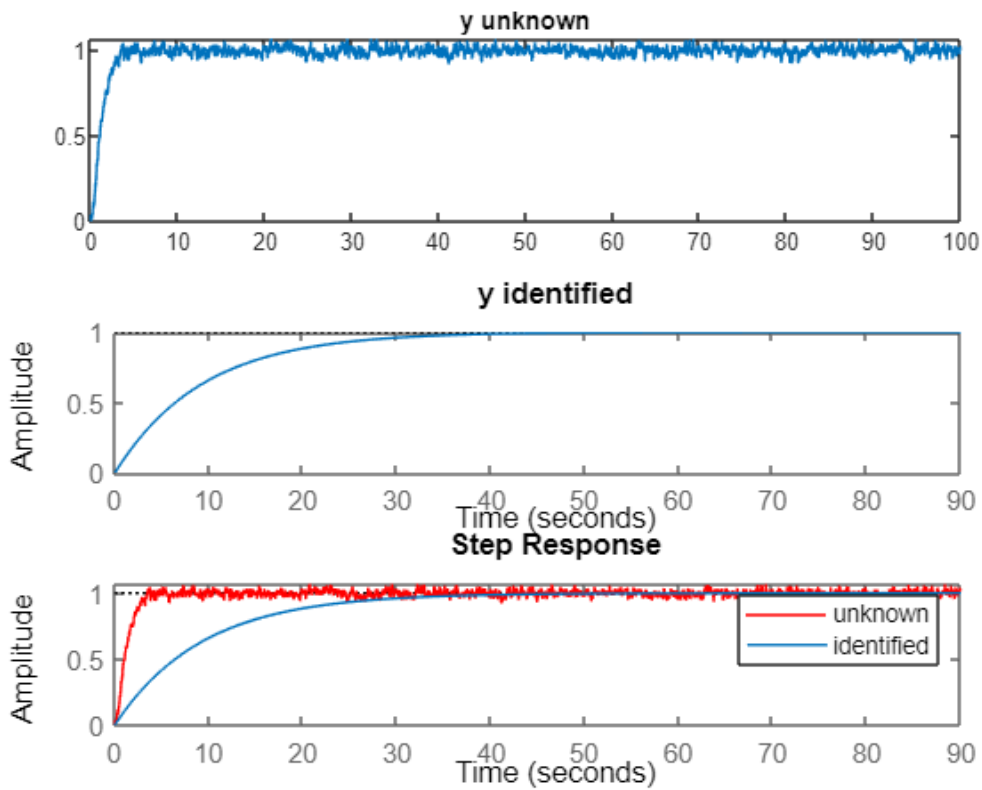 y unknown
1
0.5
0
0 10 20 30 40 50 60 70 80 90 100
y identified
Amplitude
1
0.5
0
0 10 20 30 40 50 60 70 80 90
Time (seconds)
Step Response
Amplitude
1
0.5
0
unknown
identified
0 10 20 30 40 50 60 70 80 90
Time (seconds)